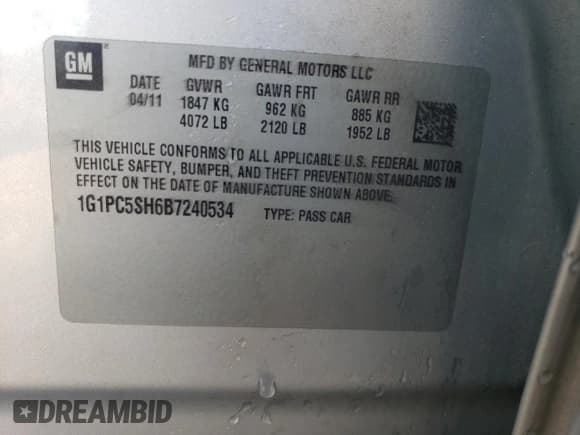 GM ®
MFD BY GENERAL MOTORS LLC
DATE GVWR GAWR FRT GAWR RR
04/11 1847 KG 962 KG 885 KG
4072 LB 2120 LB 1952 LB
THIS VEHICLE CONFORMS TO ALL APPLICABLE U.S. FEDERAL MOTOR
VEHICLE SAFETY, BUMPER, AND THEFT PREVENTION STANDARDS IN
EFFECT ON THE DATE OF MANUFACTURE SHOWN ABOVE.
1G1PC5SH6B7240534 TYPE: PASS CAR
DREAMBID